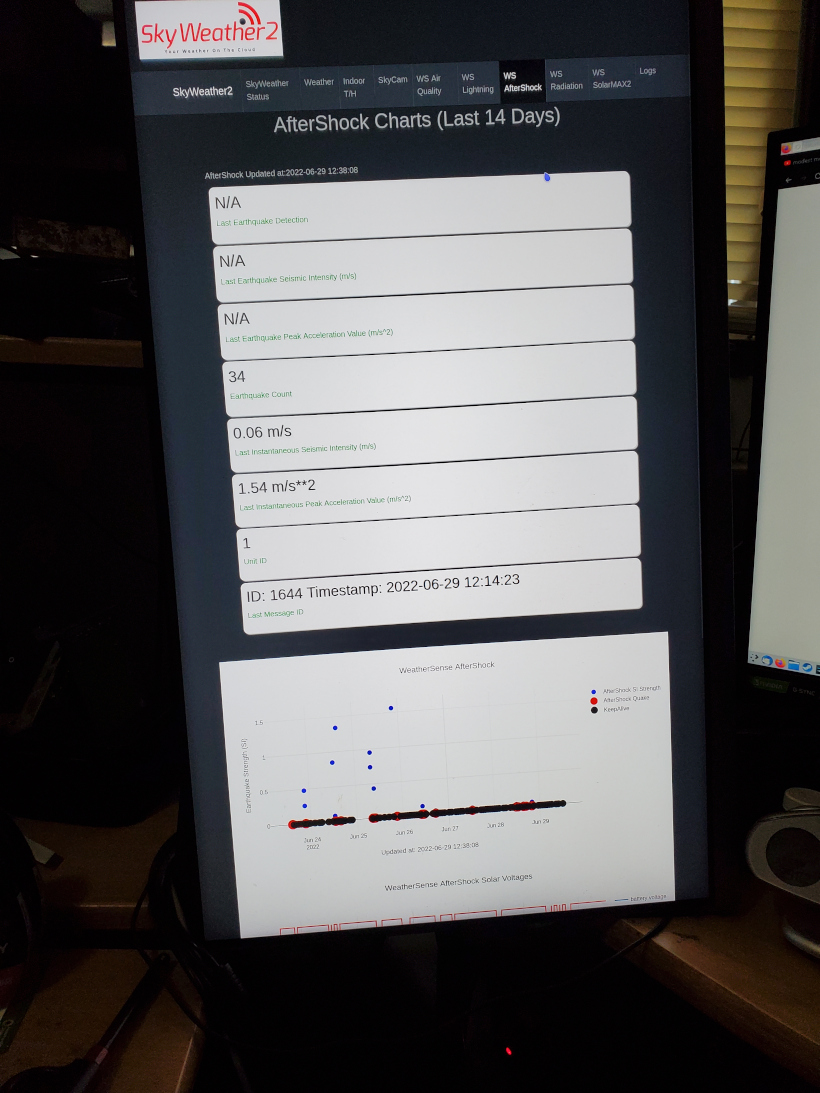 SkyWeather2
Your Weather On The Cloud
SkyWeather2
SkyWeather Status
Weather
Indoor T/H
SkyCam
WS Air Quality
WS Lightning
WS AfterShock
WS Radiation
WS SolarMAX2
Logs
AfterShock Charts (Last 14 Days)
AfterShock Updated at:2022-06-29 12:38:08
N/A
Last Earthquake Detection
N/A
Last Earthquake Seismic Intensity (m/s)
N/A
Last Earthquake Peak Acceleration Value (m/s^2)
34
Earthquake Count
0.06 m/s
Last Instantaneous Seismic Intensity (m/s)
1.54 m/s**2
Last Instantaneous Peak Acceleration Value (m/s^2)
1
Unit ID
ID: 1644 Timestamp: 2022-06-29 12:14:23
Last Message ID
WeatherSense AfterShock
AfterShock SI Strength
AfterShock Quake
KeepAlive
Earthquake Strength (SI)
1.5
1
0.5
0
Jun 24
2022
Jun 25
Jun 26
Jun 27
Jun 28
Jun 29
Updated at: 2022-06-29 12:38:08
WeatherSense AfterShock Solar Voltages
battery voltage